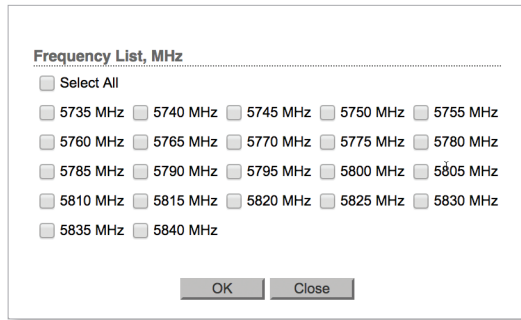 Frequency List, MHz
Select All
5735 MHz 5740 MHz 5745 MHz 5750 MHz 5755 MHz
5760 MHz 5765 MHz 5770 MHz 5775 MHz 5780 MHz
5785 MHz 5790 MHz 5795 MHz 5800 MHz 5805 MHz
5810 MHz 5815 MHz 5820 MHz 5825 MHz 5830 MHz
5835 MHz 5840 MHz
OK Close